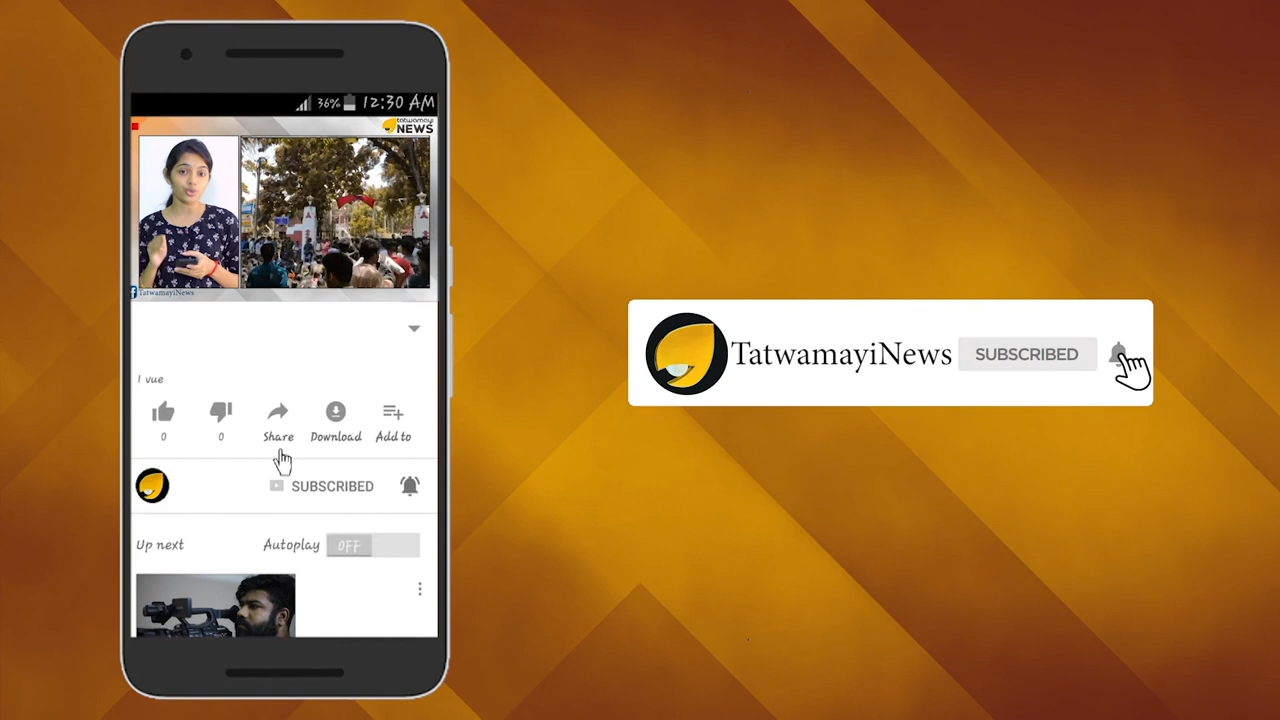 36% 12:30 AM
tatwamayi
NEWS
TatwamayiNews
1 vue
0 0 Share Download Add to
SUBSCRIBED
Up next Autoplay OFF
TatwamayiNews SUBSCRIBED